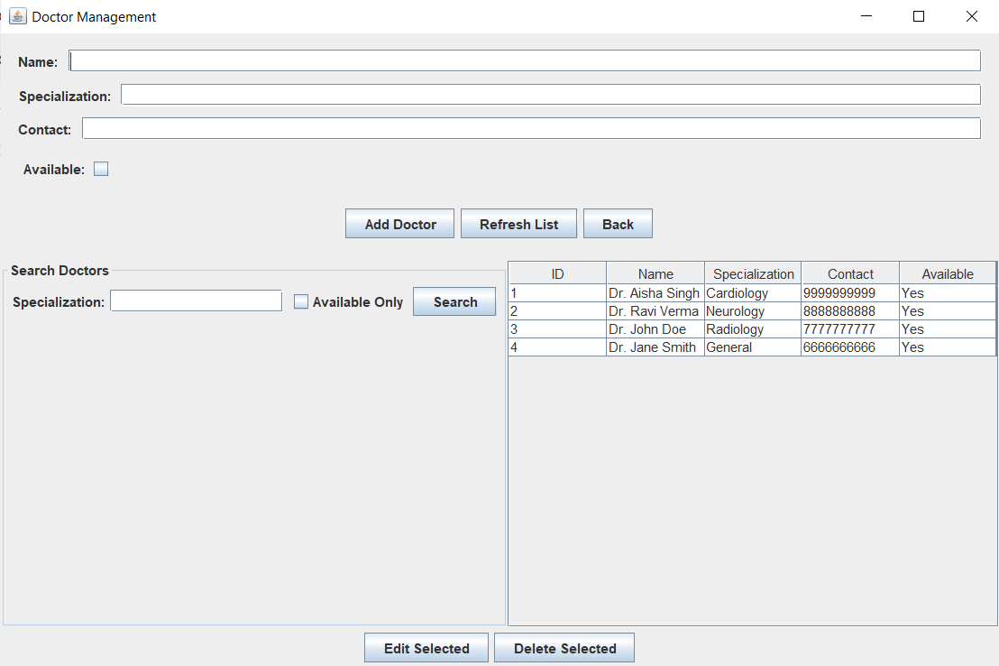 Doctor Management
Name:
Specialization:
Contact:
Available:
Add Doctor Refresh List Back
Search Doctors
Specialization: Available Only Search
ID Name Specialization Contact Available
1 Dr. Aisha Singh Cardiology 9999999999 Yes
2 Dr. Ravi Verma Neurology 8888888888 Yes
3 Dr. John Doe Radiology 7777777777 Yes
4 Dr. Jane Smith General 6666666666 Yes
Edit Selected Delete Selected